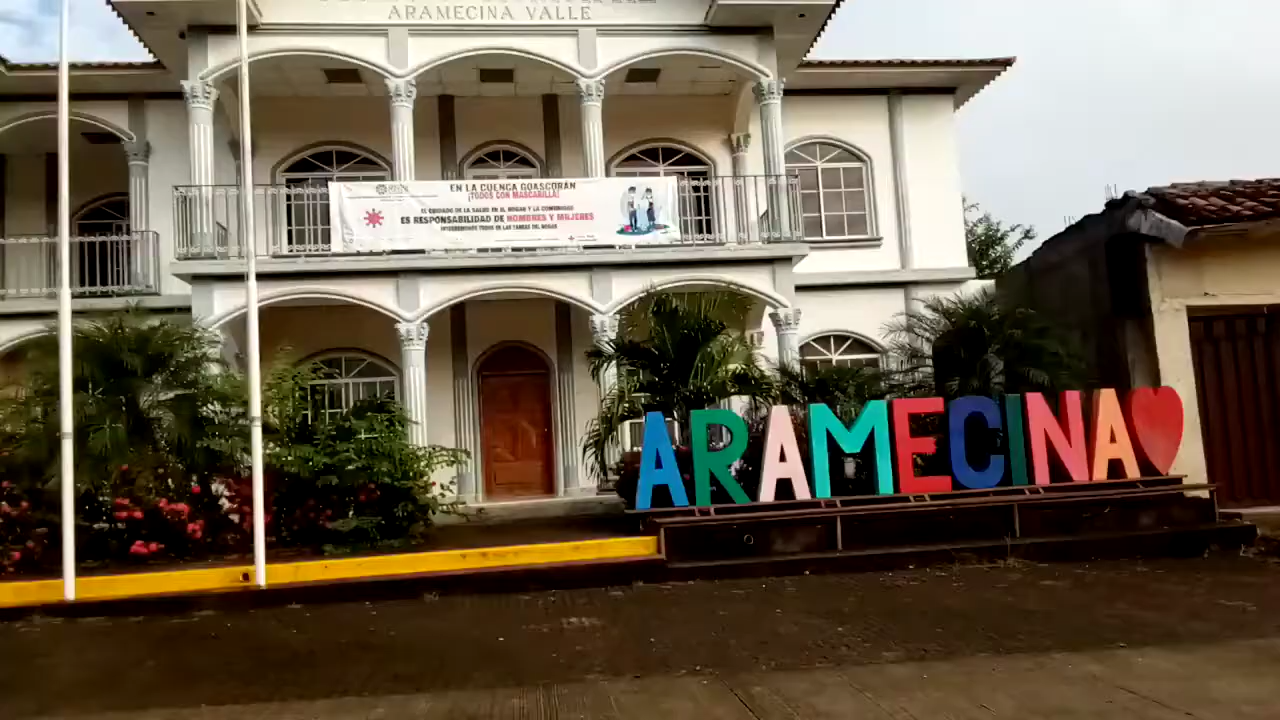 ARAMECINA VALLE
EN LA CUENCA GOASCORÁN
¡TODOS CON MASCARILLA!
EL CUIDADO DE LA SALUD EN EL HOGAR Y LA COMUNIDAD
ES RESPONSABILIDAD DE HOMBRES Y MUJERES
ARAMECINA